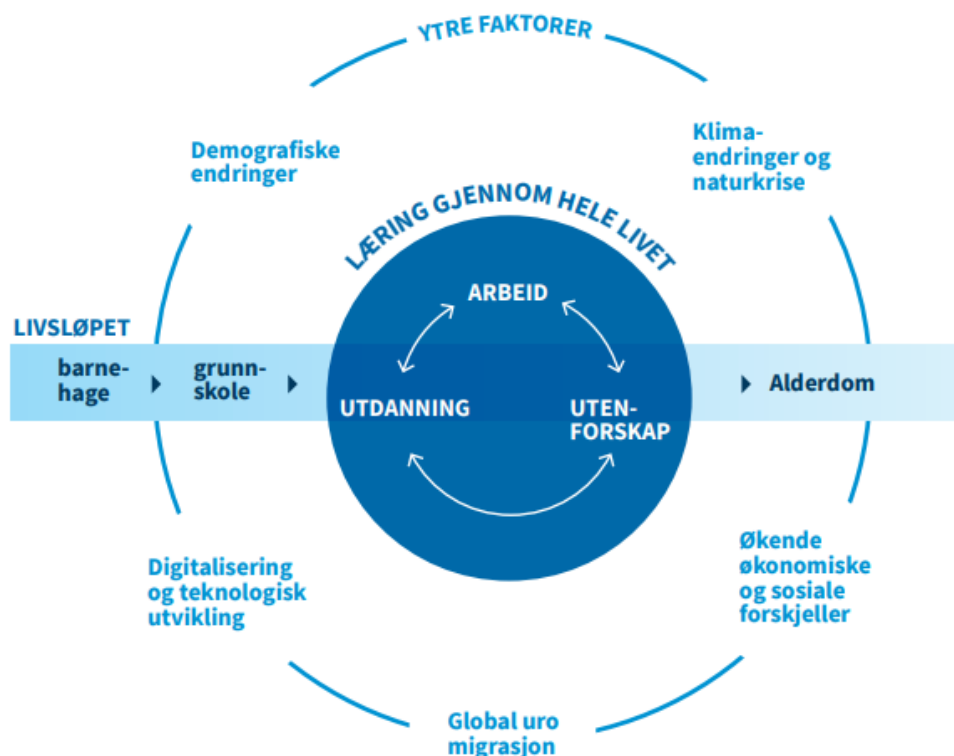 YTRE FAKTORER
Demografiske
endringer
Klima-
endringer og
naturkrise
LÆRING GJENNOM HELE LIVET
ARBEID
LIVSLØPET
barne-
hage
grunn-
skole
UTDANNING
UTEN-
FORSKAP
Alderdom
Digitalisering
og teknologisk
utvikling
Økende
økonomiske
og sosiale
forskjeller
Global uro
migrasjon